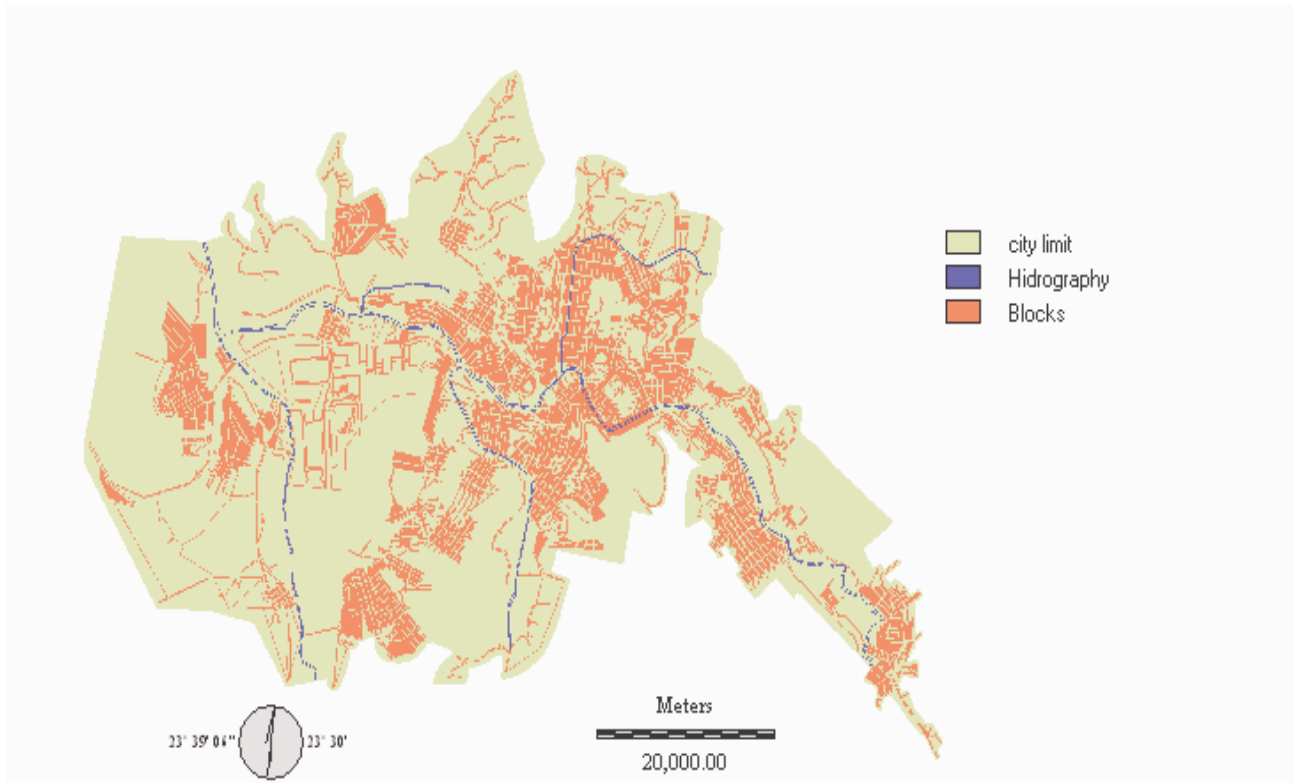 city limit
Hidrography
Blocks
Meters
23° 39' 04" 23° 30'
20,000.00